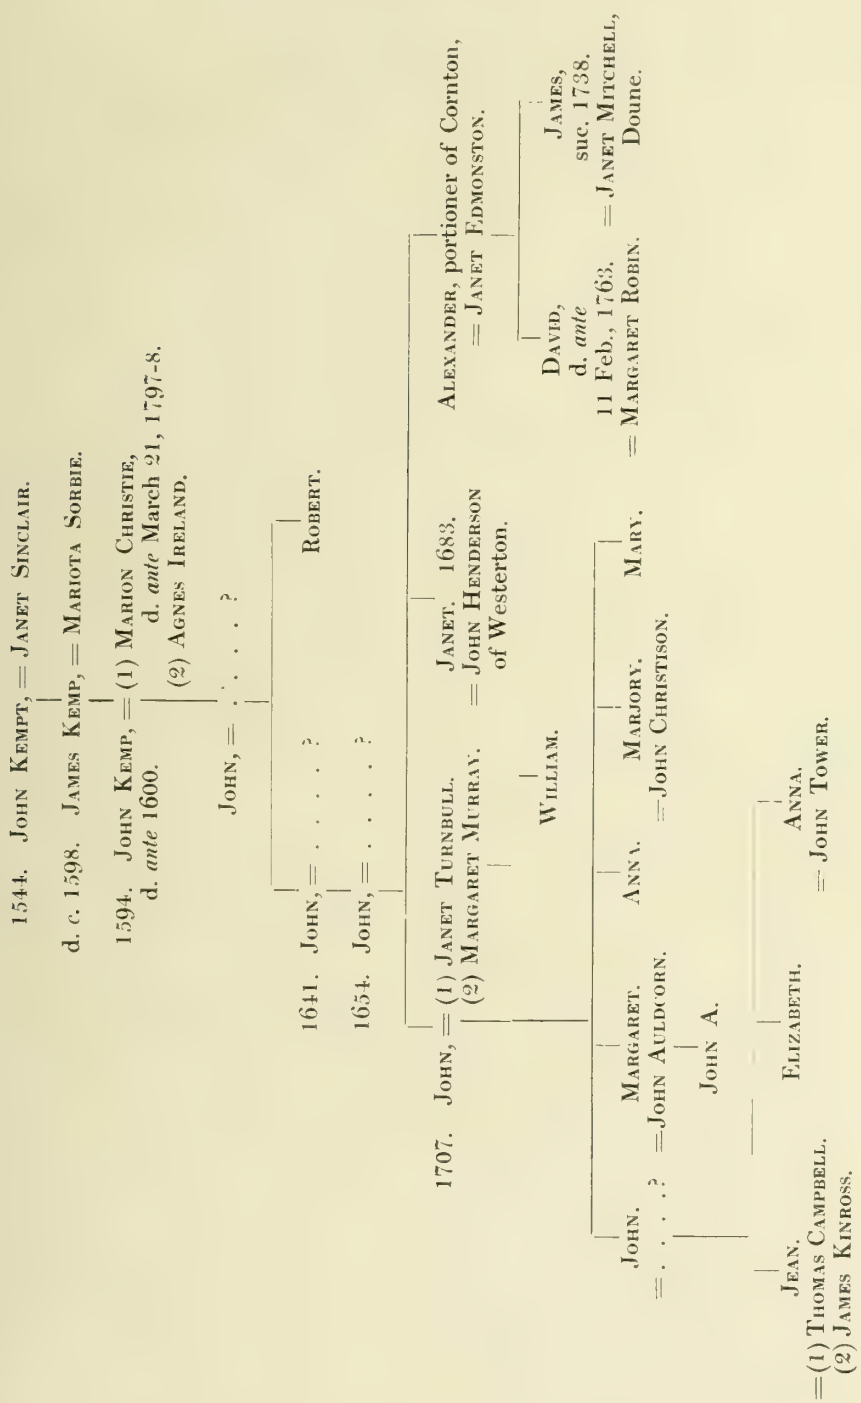 1544. JOHN KEMPT, = JANET SINCLAIR.
d. c. 1598. JAMES KEMP, = MARIOTA SORBIE.
1594. JOHN KEMP, = (1) MARION CHRISTIE,
d. ante 1600.
d. ante March 21, 1797-8.
(2) AGNES IRELAND.
JOHN, = . . . . . ?
1641. JOHN, = . . . . . ?
ROBERT.
1654. JOHN, = . . . . . ?
1707. JOHN, = (1) JANET TURNBULL.
(2) MARGARET MURRAY.
JANET. 1683.
= JOHN HENDERSON
of Westerton.
ALEXANDER, portioner of Cornton,
= JANET EDMONSTON.
WILLIAM.
DAVID,
d. ante
11 Feb., 1763.
= MARGARET ROBIN.
JAMES,
suc. 1738.
= JANET MITCHELL,
Doune.
JOHN.
= . . . . ?
MARGARET.
= JOHN AULDCORN.
ANNA.
MARJORY.
= JOHN CHRISTISON.
MARY.
JOHN A.
JEAN.
= (1) THOMAS CAMPBELL.
(2) JAMES KINROSS.
ELIZABETH.
ANNA.
= JOHN TOWER.